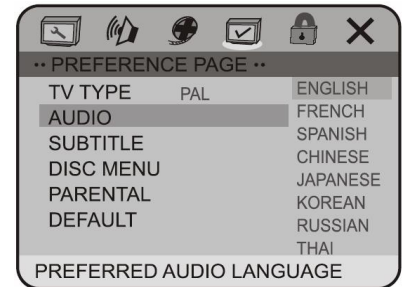 ·· PREFERENCE PAGE ··
TV TYPE PAL
AUDIO
SUBTITLE
DISC MENU
PARENTAL
DEFAULT
ENGLISH
FRENCH
SPANISH
CHINESE
JAPANESE
KOREAN
RUSSIAN
THAI
PREFERRED AUDIO LANGUAGE